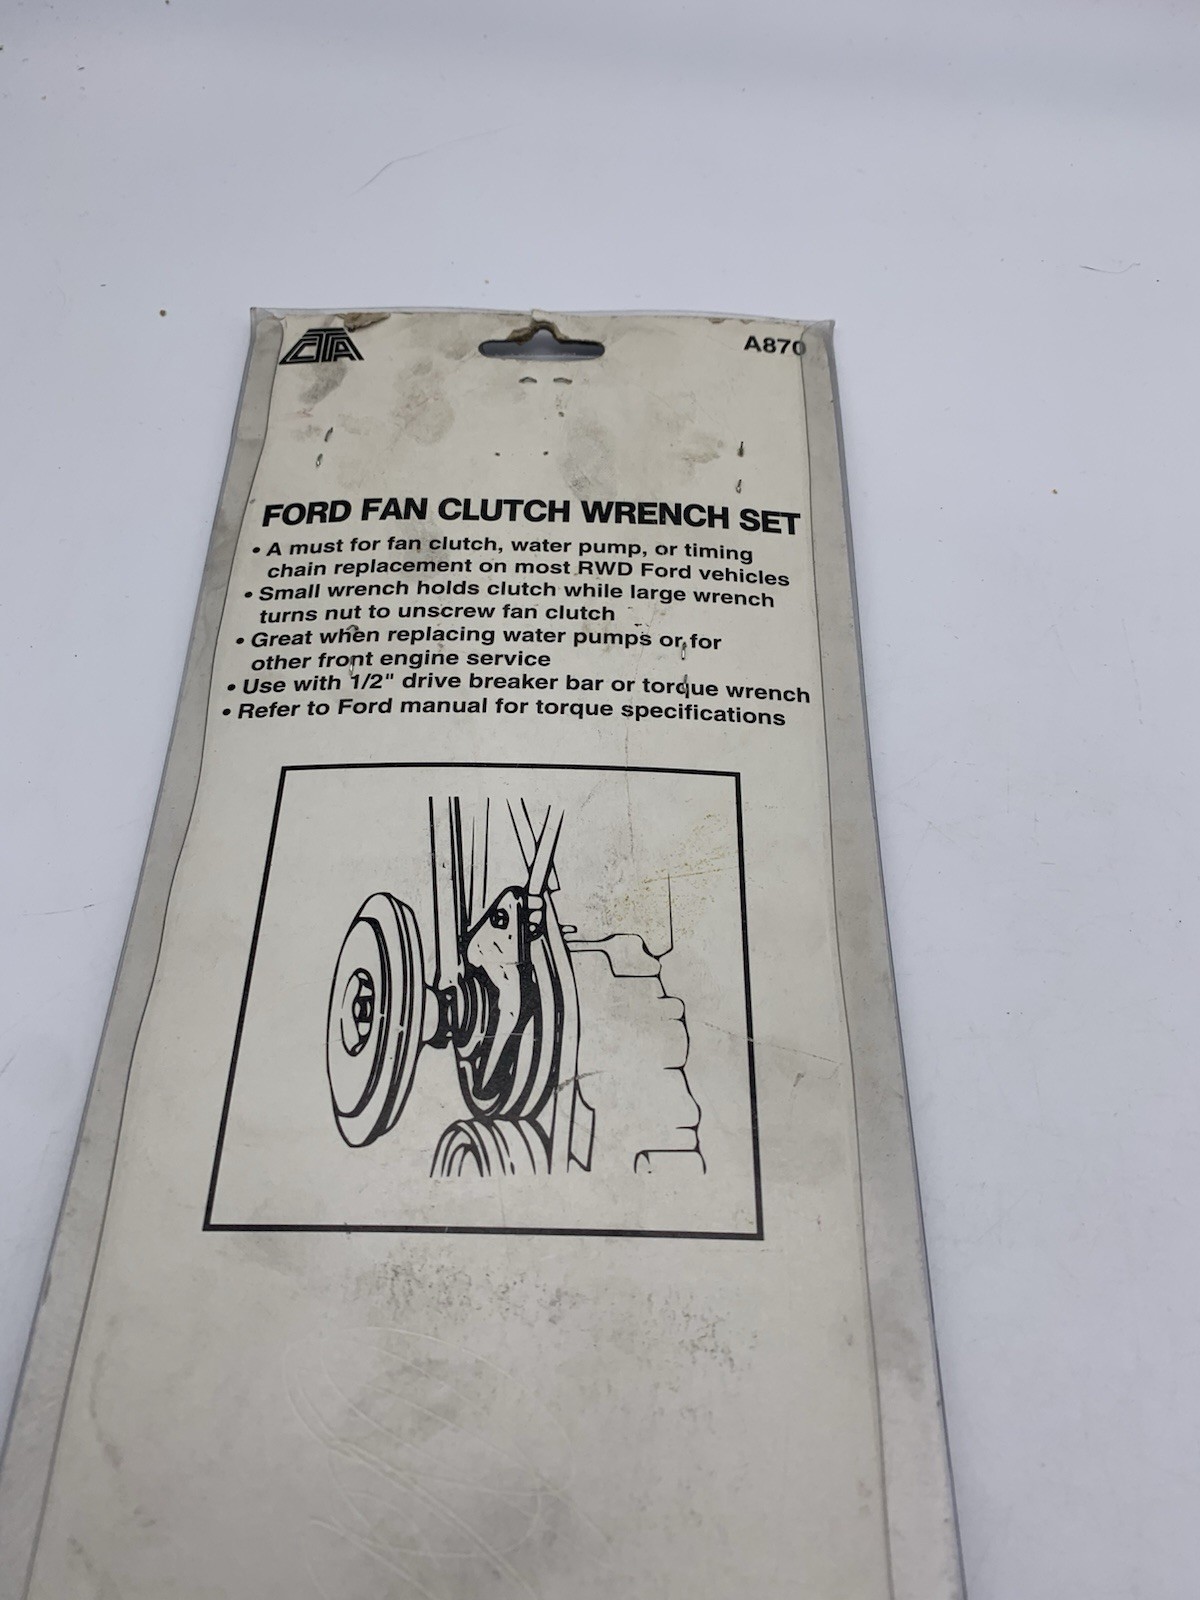 CTA
A870
FORD FAN CLUTCH WRENCH SET
• A must for fan clutch, water pump, or timing
chain replacement on most RWD Ford vehicles
• Small wrench holds clutch while large wrench
turns nut to unscrew fan clutch
• Great when replacing water pumps or for
other front engine service
• Use with 1/2" drive breaker bar or torque wrench
• Refer to Ford manual for torque specifications